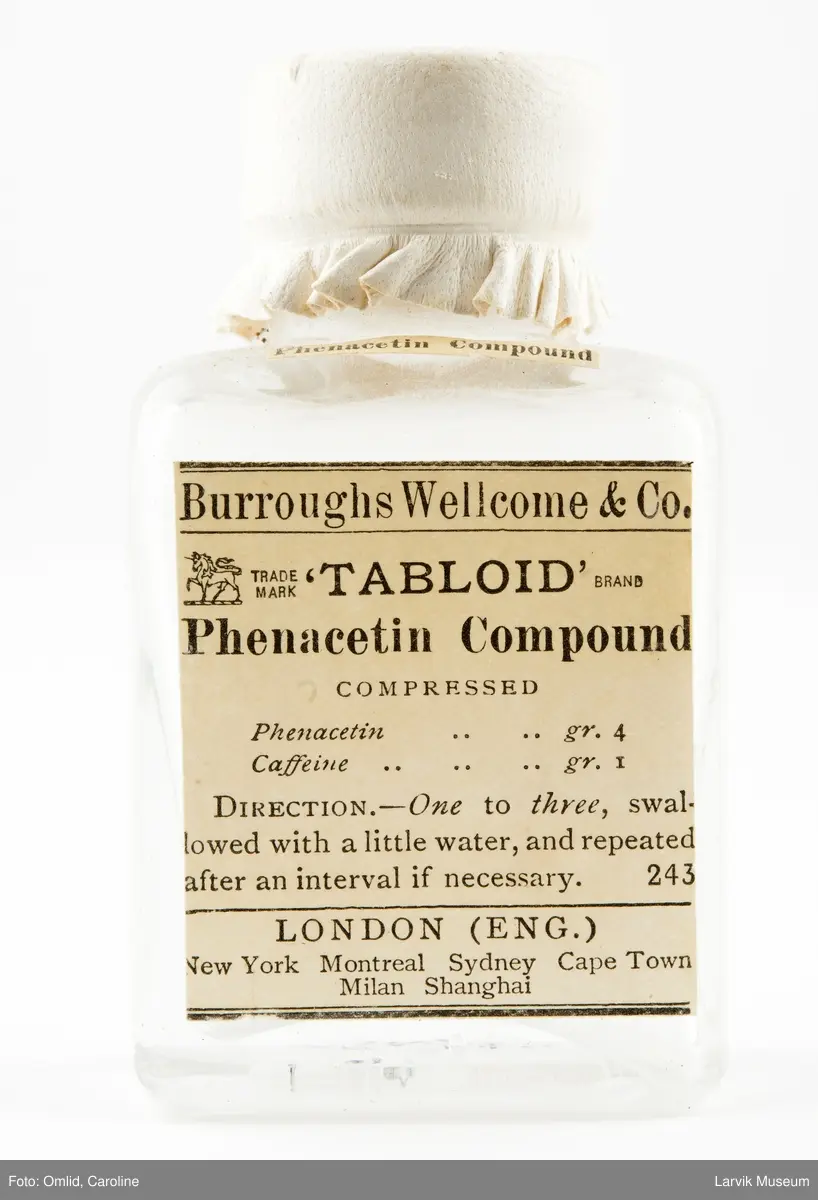 Phenacetin Compound
Burroughs Wellcome & Co.
TRADE MARK 'TABLOID' BRAND
Phenacetin Compound
COMPRESSED
Phenacetin .. .. gr. 4
Caffeine .. .. .. gr. 1
DIRECTION.—One to three, swal-
lowed with a little water, and repeated
after an interval if necessary. 243
LONDON (ENG.)
New York Montreal Sydney Cape Town
Milan Shanghai
Foto: Omlid, Caroline
Larvik Museum